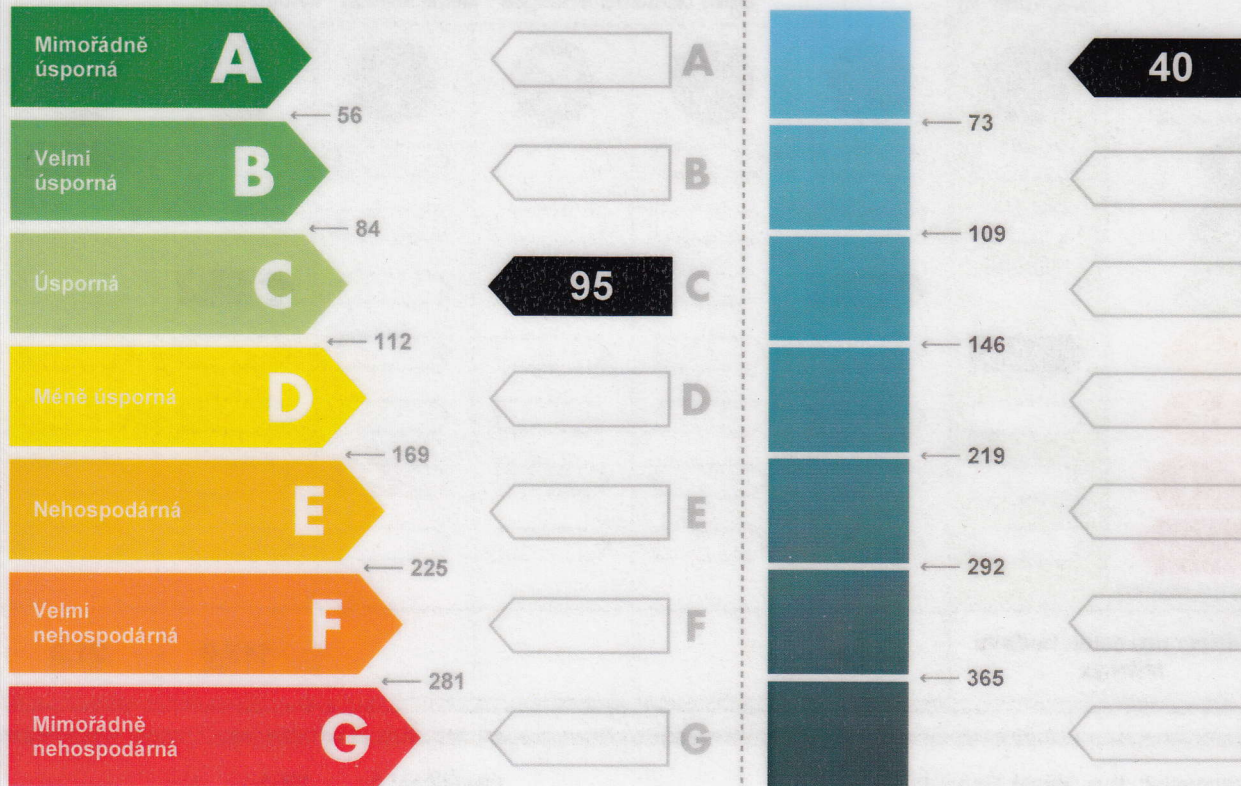 Mimořádně
úsporná
A
A
40
56
73
Velmi
úsporná
B
B
84
109
Úsporná
C
95
C
112
146
Méně úsporná
D
D
169
219
Nehospodárná
E
E
225
292
Velmi
nehospodárná
F
F
281
365
Mimořádně
nehospodárná
G
G